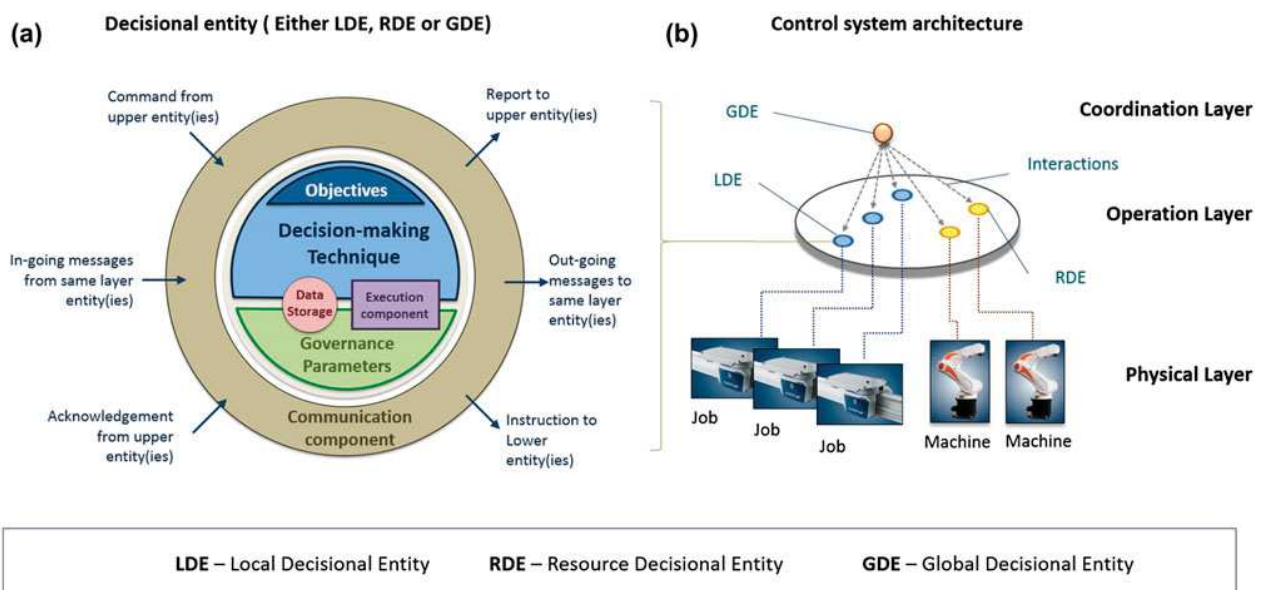 (a)
Decisional entity ( Either LDE, RDE or GDE)
Command from
upper entity(ies)
Report to
upper entity(ies)
Objectives
Decision-making
Technique
In-going messages
from same layer
entity(ies)
Out-going
messages to
same layer
entity(ies)
Data
Storage
Execution
component
Governance
Parameters
Acknowledgement
from upper
entity(ies)
Communication
component
Instruction to
Lower
entity(ies)
(b)
Control system architecture
GDE
Coordination Layer
LDE
Interactions
Operation Layer
RDE
Physical Layer
Job
Job
Job
Machine
Machine
LDE – Local Decisional Entity
RDE – Resource Decisional Entity
GDE – Global Decisional Entity